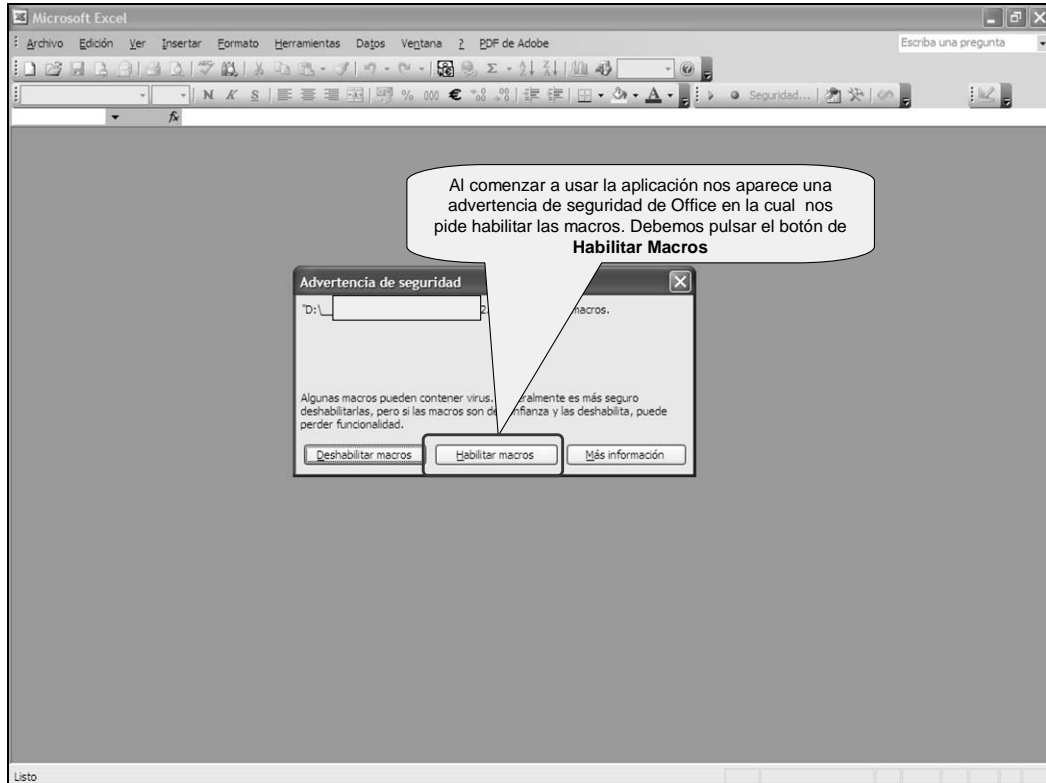 Microsoft Excel
Archivo Edición Ver Insertar Formato Herramientas Datos Ventana ? PDF de Adobe Escriba una pregunta
N K S % 000 € Seguridad...
fx
Al comenzar a usar la aplicación nos aparece una
advertencia de seguridad de Office en la cual nos
pide habilitar las macros. Debemos pulsar el botón de
Habilitar Macros
Advertencia de seguridad
"D:\ macros.
Algunas macros pueden contener virus. es más seguro
deshabilitarlas, pero si las macros son de y las deshabilita, puede
perder funcionalidad.
Deshabilitar macros Habilitar macros Más información
Listo